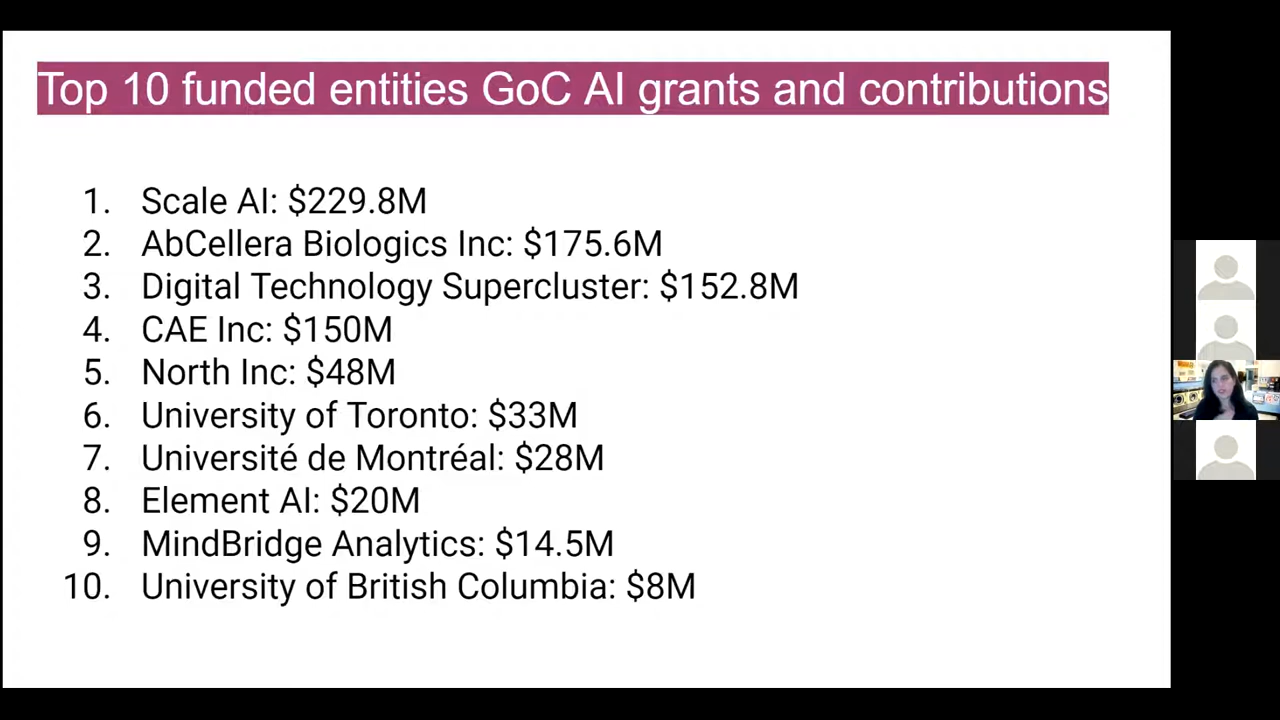 Top 10 funded entities GoC AI grants and contributions
1. Scale AI: $229.8M
2. AbCellera Biologics Inc: $175.6M
3. Digital Technology Supercluster: $152.8M
4. CAE Inc: $150M
5. North Inc: $48M
6. University of Toronto: $33M
7. Université de Montréal: $28M
8. Element AI: $20M
9. MindBridge Analytics: $14.5M
10. University of British Columbia: $8M